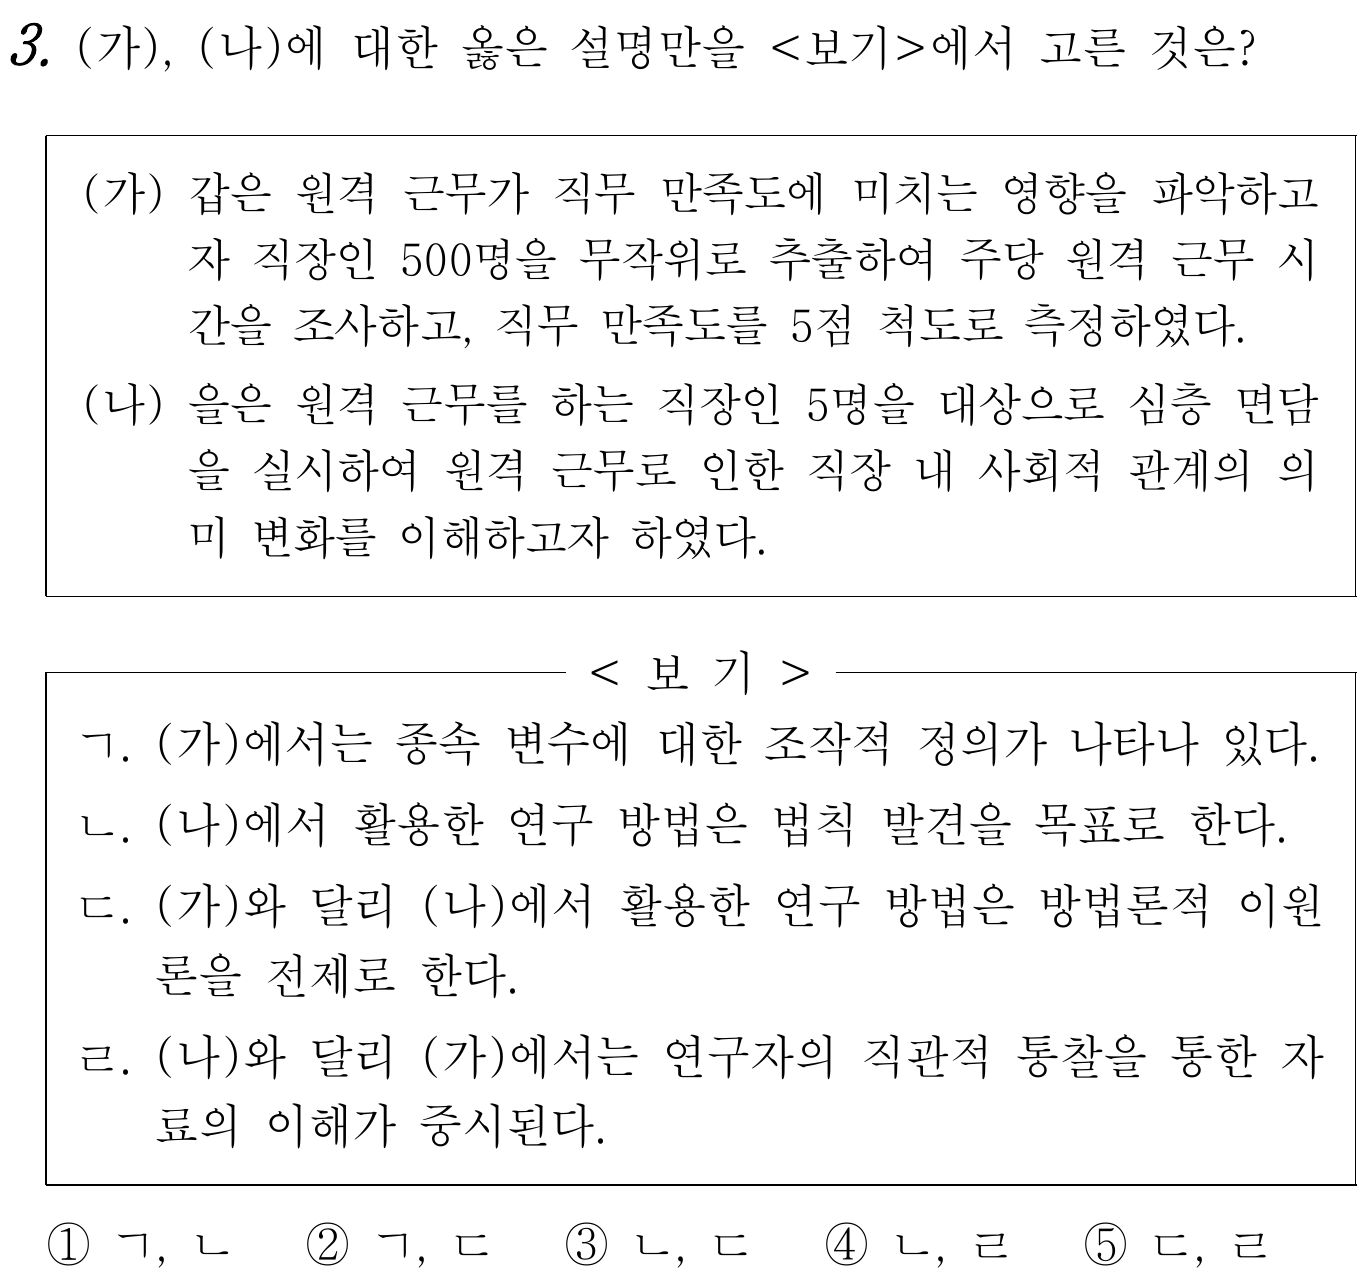 3. (가), (나)에 대한 옳은 설명만을 <보기>에서 고른 것은?
(가) 갑은 원격 근무가 직무 만족도에 미치는 영향을 파악하고
자 직장인 500명을 무작위로 추출하여 주당 원격 근무 시
간을 조사하고, 직무 만족도를 5점 척도로 측정하였다.
(나) 을은 원격 근무를 하는 직장인 5명을 대상으로 심층 면담
을 실시하여 원격 근무로 인한 직장 내 사회적 관계의 의
미 변화를 이해하고자 하였다.
< 보 기 >
ㄱ. (가)에서는 종속 변수에 대한 조작적 정의가 나타나 있다.
ㄴ. (나)에서 활용한 연구 방법은 법칙 발견을 목표로 한다.
ㄷ. (가)와 달리 (나)에서 활용한 연구 방법은 방법론적 이원
론을 전제로 한다.
ㄹ. (나)와 달리 (가)에서는 연구자의 직관적 통찰을 통한 자
료의 이해가 중시된다.
① ㄱ, ㄴ ② ㄱ, ㄷ ③ ㄴ, ㄷ ④ ㄴ, ㄹ ⑤ ㄷ, ㄹ